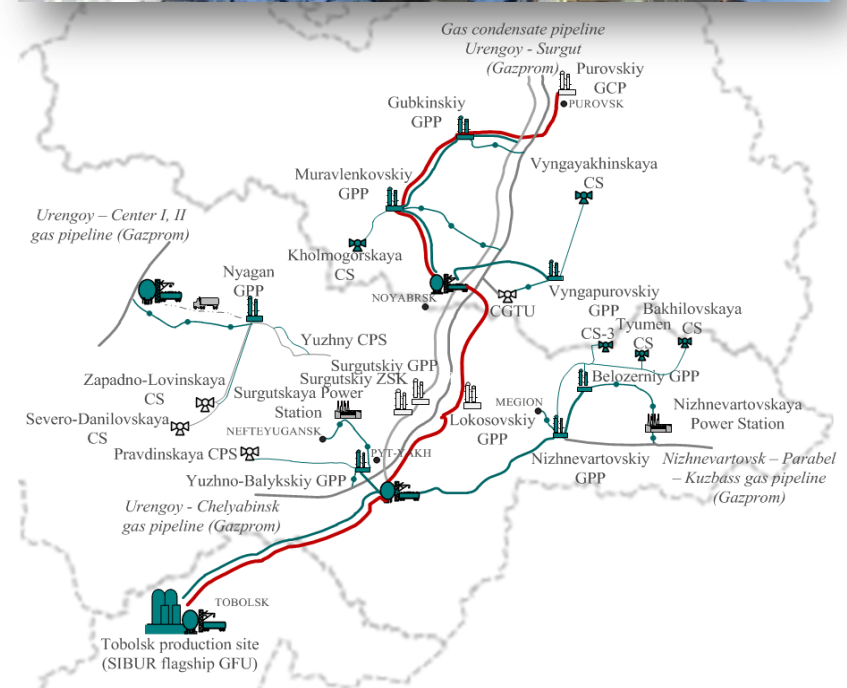 Gas condensate pipeline
Urengoy - Surgut
(Gazprom)
Purovskiy
GCP
PUROVSK
Gubkinskiy
GPP
Vyngayakhinskaya
CS
Muravlenkovskiy
GPP
Urengoy – Center I, II
gas pipeline (Gazprom)
Kholmogorskaya
CS
Nyagan
GPP
NOYABRSK
CGTU
Vyngapurovskiy
GPP
Bakhilovskaya
CS
CS-3
Tyumen
CS
Yuzhny CPS
Surgutskiy GPP
Surgutskiy ZSK
Zapadno-Lovinskaya
CS
Surgutskaya Power
Station
Belozerniy GPP
MEGION
Nizhnevartovskaya
Power Station
Severo-Danilovskaya
CS
NEFTEYUGANSK
Lokosovskiy
GPP
Pravdinskaya CPS
PYT-YAKH
Nizhnevartovskiy
GPP
Nizhnevartovsk – Parabel
– Kuzbass gas pipeline
(Gazprom)
Yuzhno-Balykskiy GPP
Urengoy - Chelyabinsk
gas pipeline (Gazprom)
TOBOLSK
Tobolsk production site
(SIBUR flagship GFU)